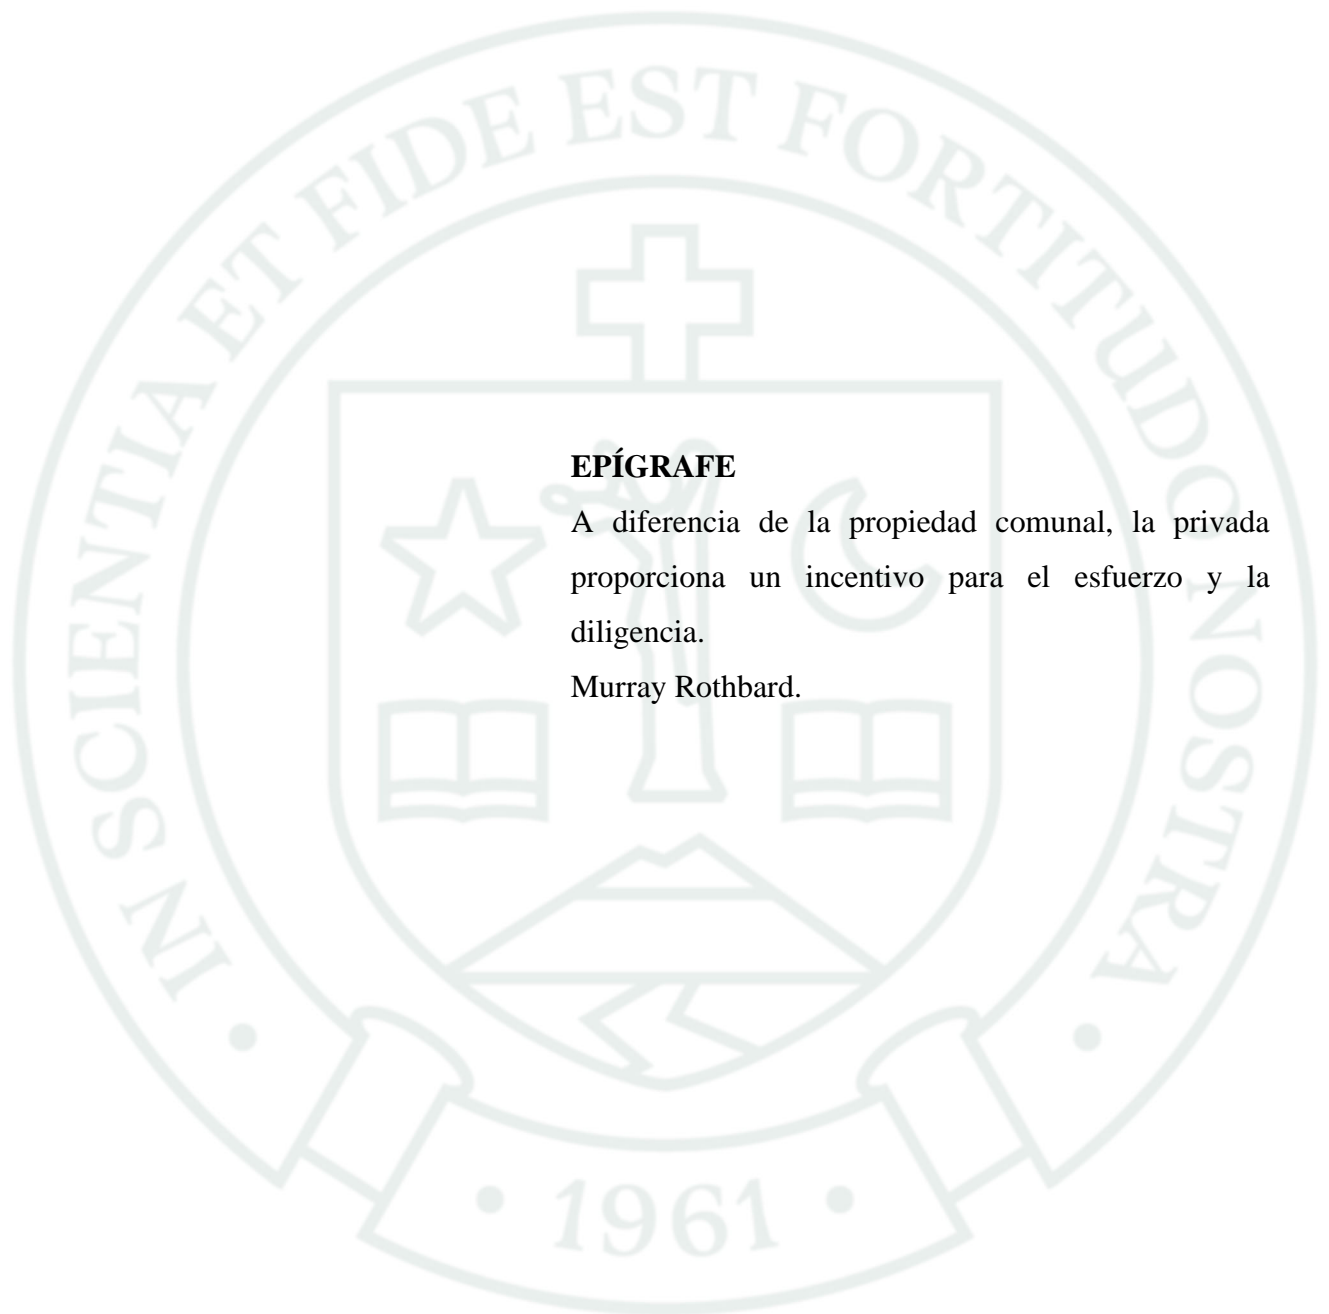 IN SCIENTIA ET FIDE EST FORTITUDO NOSTRA
EPÍGRAFE
A diferencia de la propiedad comunal, la privada
proporciona un incentivo para el esfuerzo y la
diligencia.
Murray Rothbard.
• 1961 •